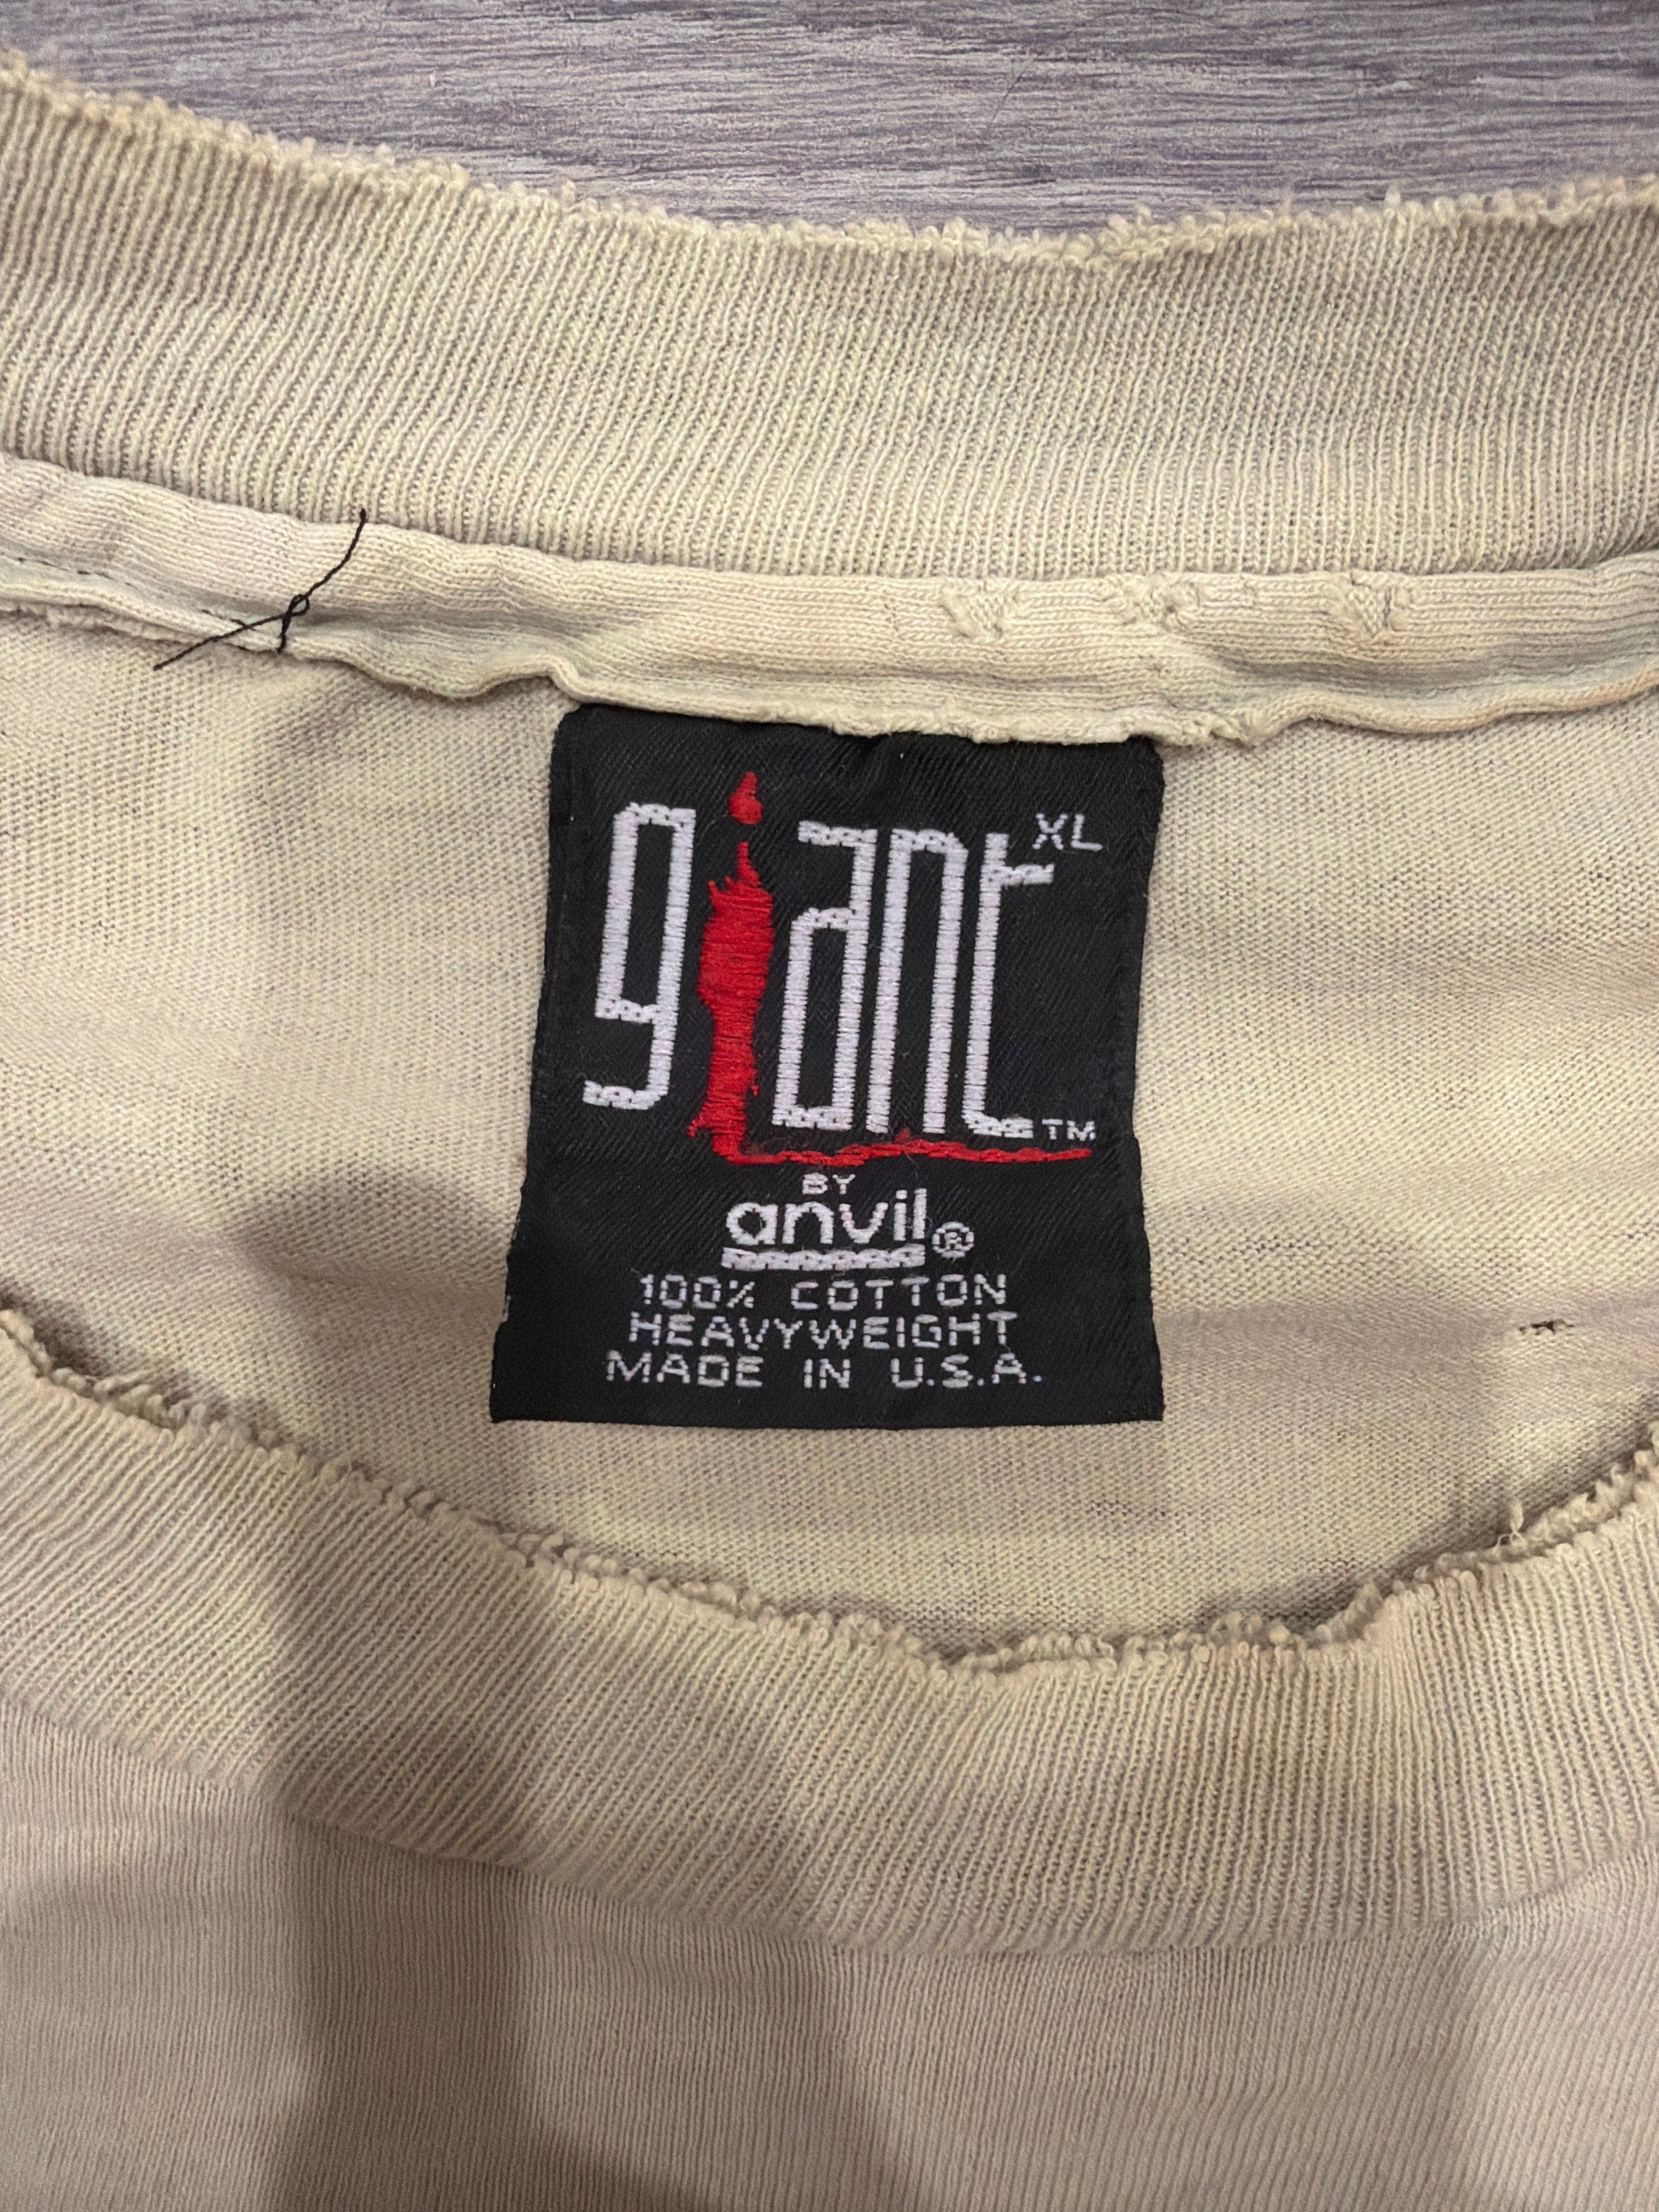 giant XL
TM
BY
anvil®
100% COTTON
HEAVYWEIGHT
MADE IN U.S.A.